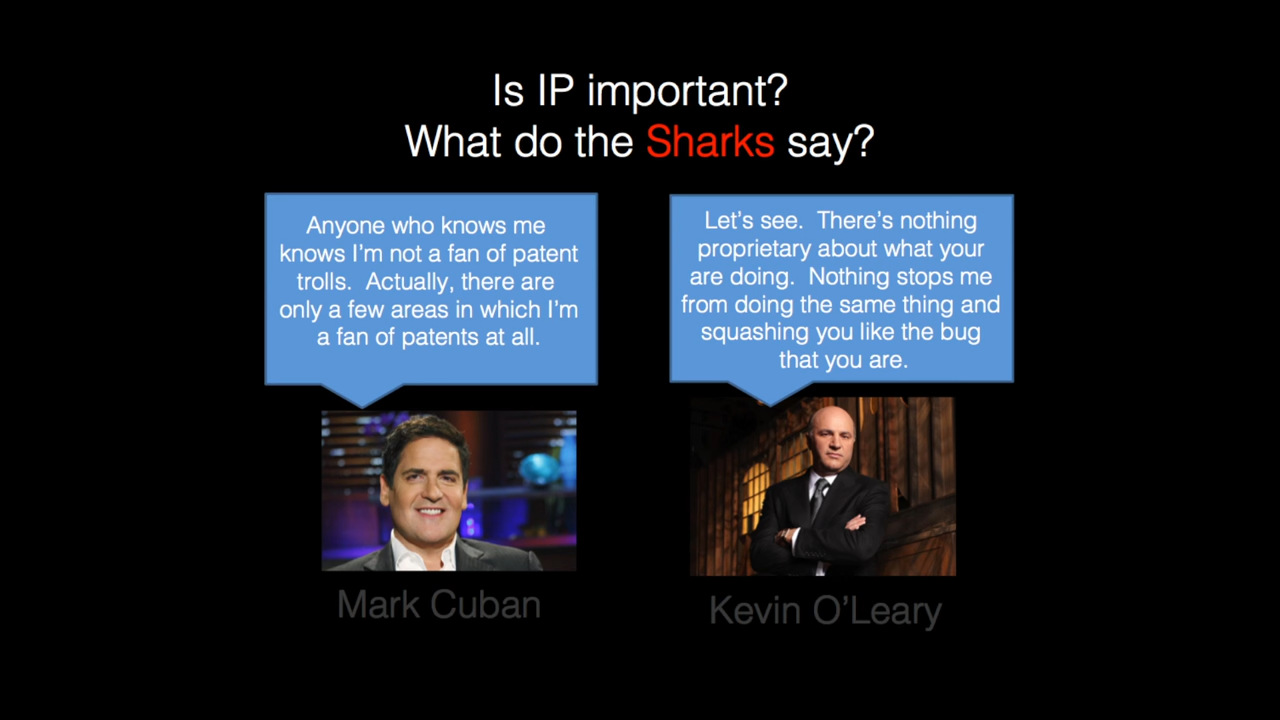 Is IP important?
What do the Sharks say?
Anyone who knows me
knows I'm not a fan of patent
trolls.  Actually, there are
only a few areas in which I'm
a fan of patents at all.
Let's see.  There's nothing
proprietary about what your
are doing.  Nothing stops me
from doing the same thing and
squashing you like the bug
that you are.
Mark Cuban
Kevin O'Leary